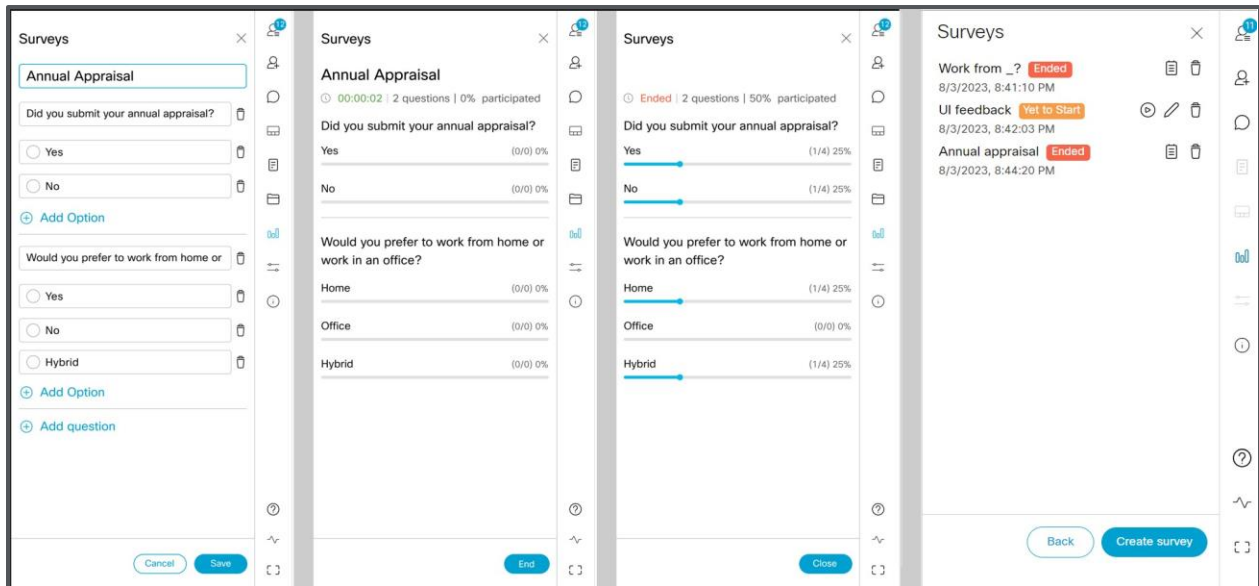 Surveys
12
Annual Appraisal
Did you submit your annual appraisal?
Yes
No
Add Option
Would you prefer to work from home or
Yes
No
Hybrid
Add Option
Add question
Cancel
Save
Surveys
12
Annual Appraisal
00:00:02 | 2 questions | 0% participated
Did you submit your annual appraisal?
Yes (0/0) 0%
No (0/0) 0%
Would you prefer to work from home or
work in an office?
Home (0/0) 0%
Office (0/0) 0%
Hybrid (0/0) 0%
End
Surveys
12
Ended | 2 questions | 50% participated
Did you submit your annual appraisal?
Yes (1/4) 25%
No (1/4) 25%
Would you prefer to work from home or
work in an office?
Home (1/4) 25%
Office (0/0) 0%
Hybrid (1/4) 25%
Close
Surveys
11
Work from _? Ended
8/3/2023, 8:41:10 PM
UI feedback Yet to Start
8/3/2023, 8:42:03 PM
Annual appraisal Ended
8/3/2023, 8:44:20 PM
Back
Create survey